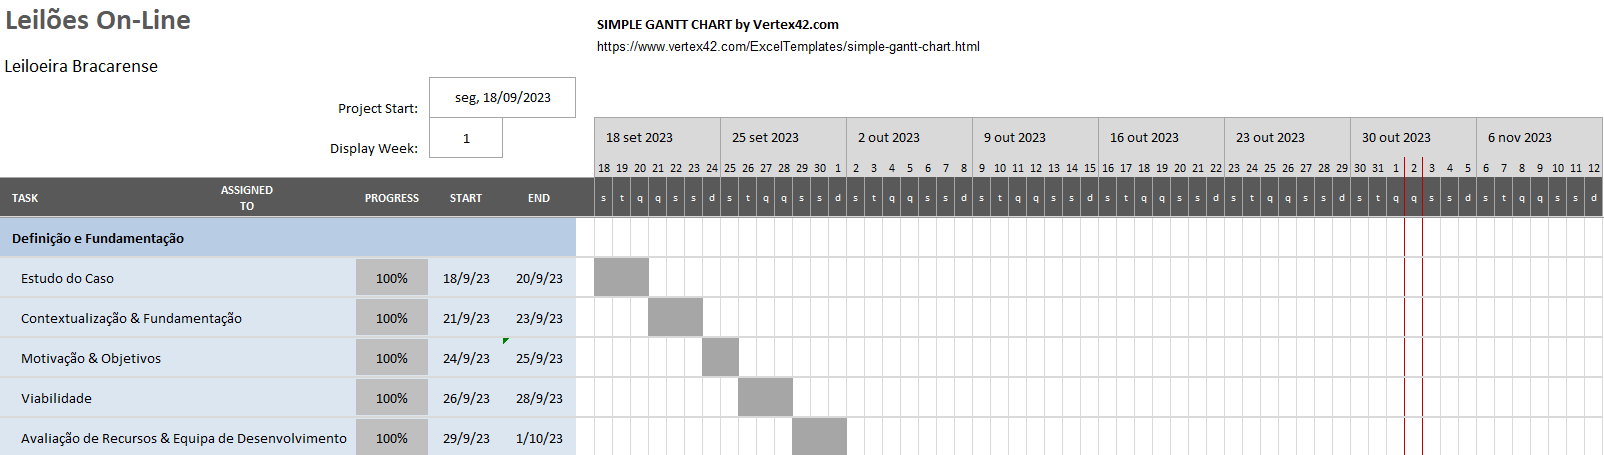 Leilões On-Line
SIMPLE GANTT CHART by Vertex42.com
https://www.vertex42.com/ExcelTemplates/simple-gantt-chart.html
Leiloeira Bracarense
Project Start: seg, 18/09/2023
Display Week: 1
18 set 2023 25 set 2023 2 out 2023 9 out 2023 16 out 2023 23 out 2023 30 out 2023 6 nov 2023
18 19 20 21 22 23 24 25 26 27 28 29 30 1 2 3 4 5 6 7 8 9 10 11 12 13 14 15 16 17 18 19 20 21 22 23 24 25 26 27 28 29 30 31 1 2 3 4 5 6 7 8 9 10 11 12
TASK ASSIGNED TO PROGRESS START END s t q q s s d s t q q s s d s t q q s s d s t q q s s d s t q q s s d s t q q s s d s t q q s s d s t q q s s d
Definição e Fundamentação
Estudo do Caso 100% 18/9/23 20/9/23
Contextualização & Fundamentação 100% 21/9/23 23/9/23
Motivação & Objetivos 100% 24/9/23 25/9/23
Viabilidade 100% 26/9/23 28/9/23
Avaliação de Recursos & Equipa de Desenvolvimento 100% 29/9/23 1/10/23